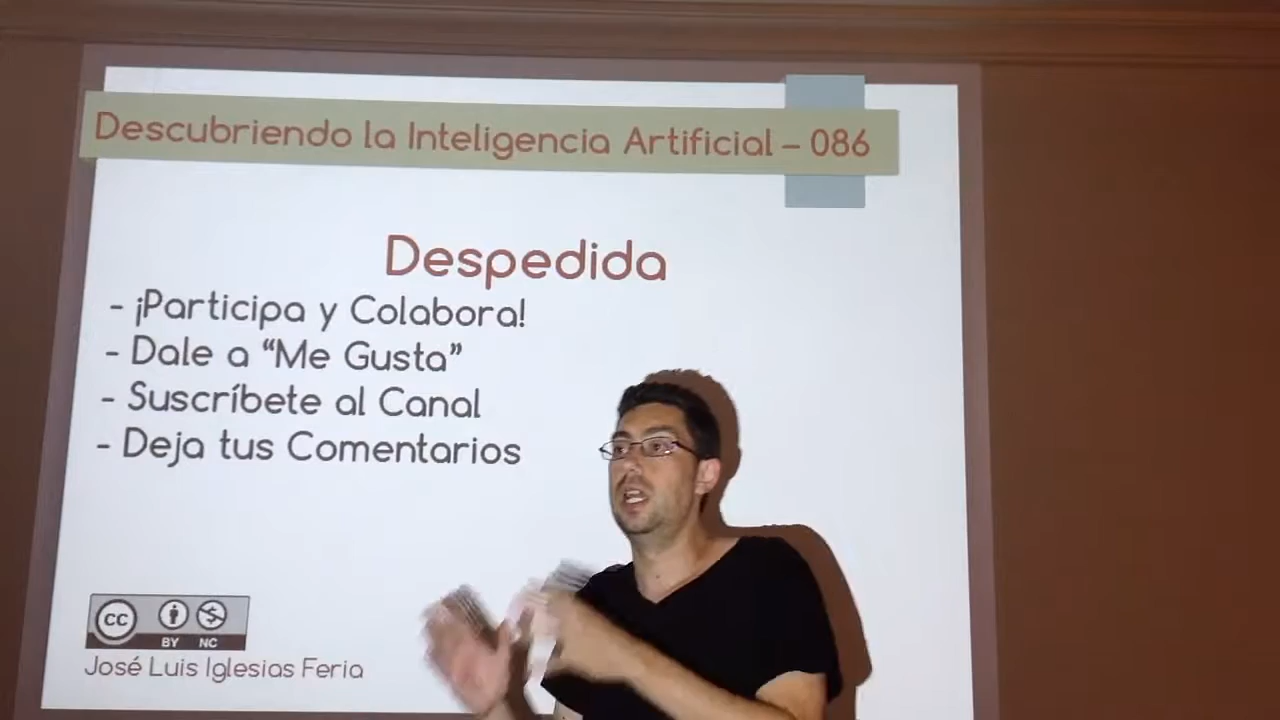 Descubriendo la Inteligencia Artificial – 086
Despedida
- ¡Participa y Colabora!
- Dale a “Me Gusta”
- Suscríbete al Canal
- Deja tus Comentarios
CC
BY NC
José Luis Iglesias Feria